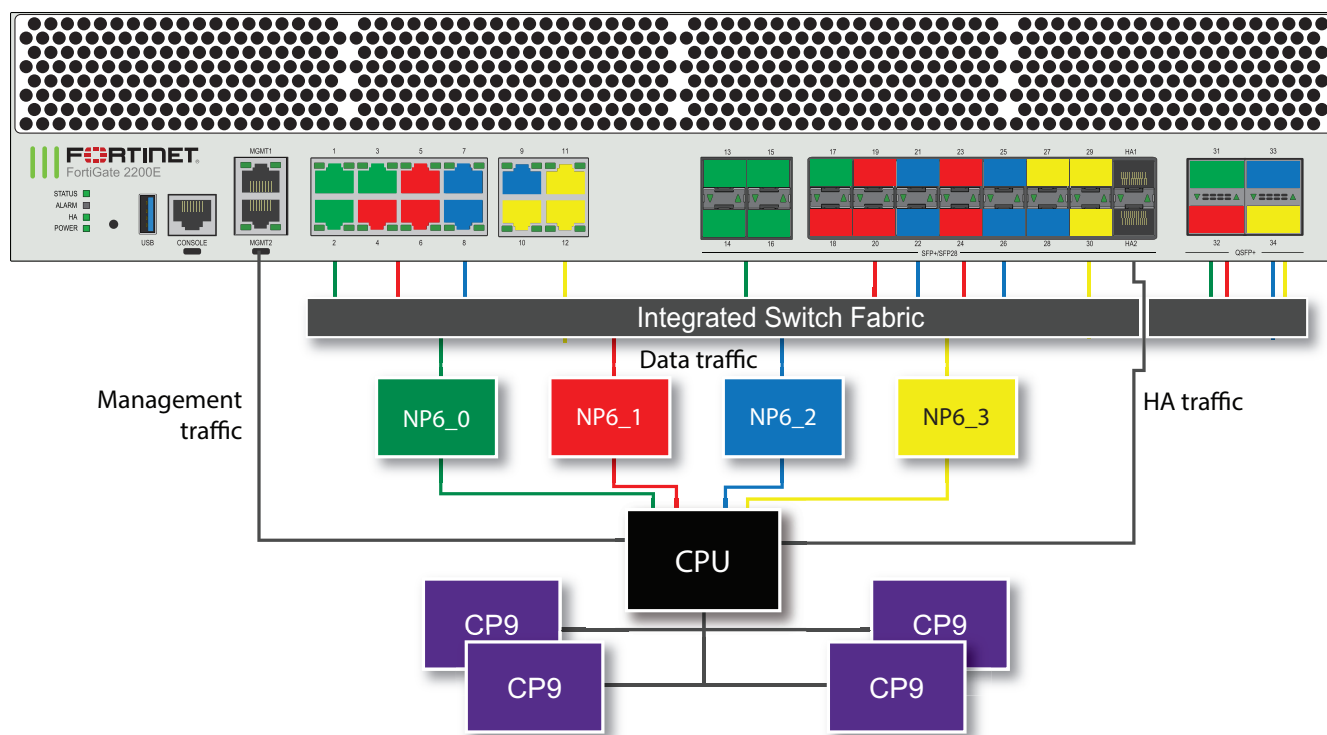 FORTINET
FortiGate 2200E
STATUS
ALARM
HA
POWER
USB
CONSOLE
MGMT1
MGMT2
1 3 5 7
2 4 6 8
9 11
10 12
13 15
14 16
17 19 21 23 25 27 29 HA1
18 20 22 24 26 28 30 HA2
SFP+/SFP28
31 33
32 34
QSFP+
Integrated Switch Fabric
Data traffic
Management
traffic
HA traffic
NP6_0
NP6_1
NP6_2
NP6_3
CPU
CP9
CP9
CP9
CP9